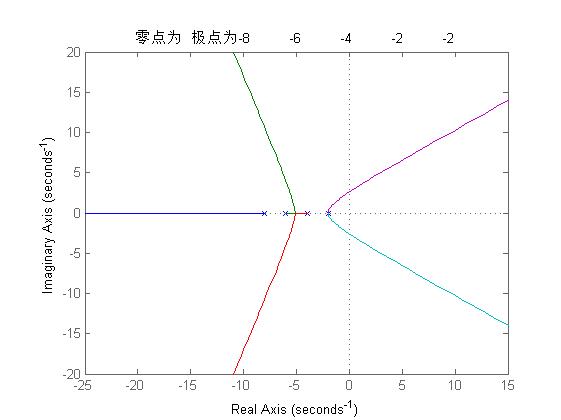 零点为 极点为-8 -6 -4 -2 -2
20
15
10
5
0
-5
-10
-15
-20
Imaginary Axis (seconds⁻¹)
-25 -20 -15 -10 -5 0 5 10 15
Real Axis (seconds⁻¹)